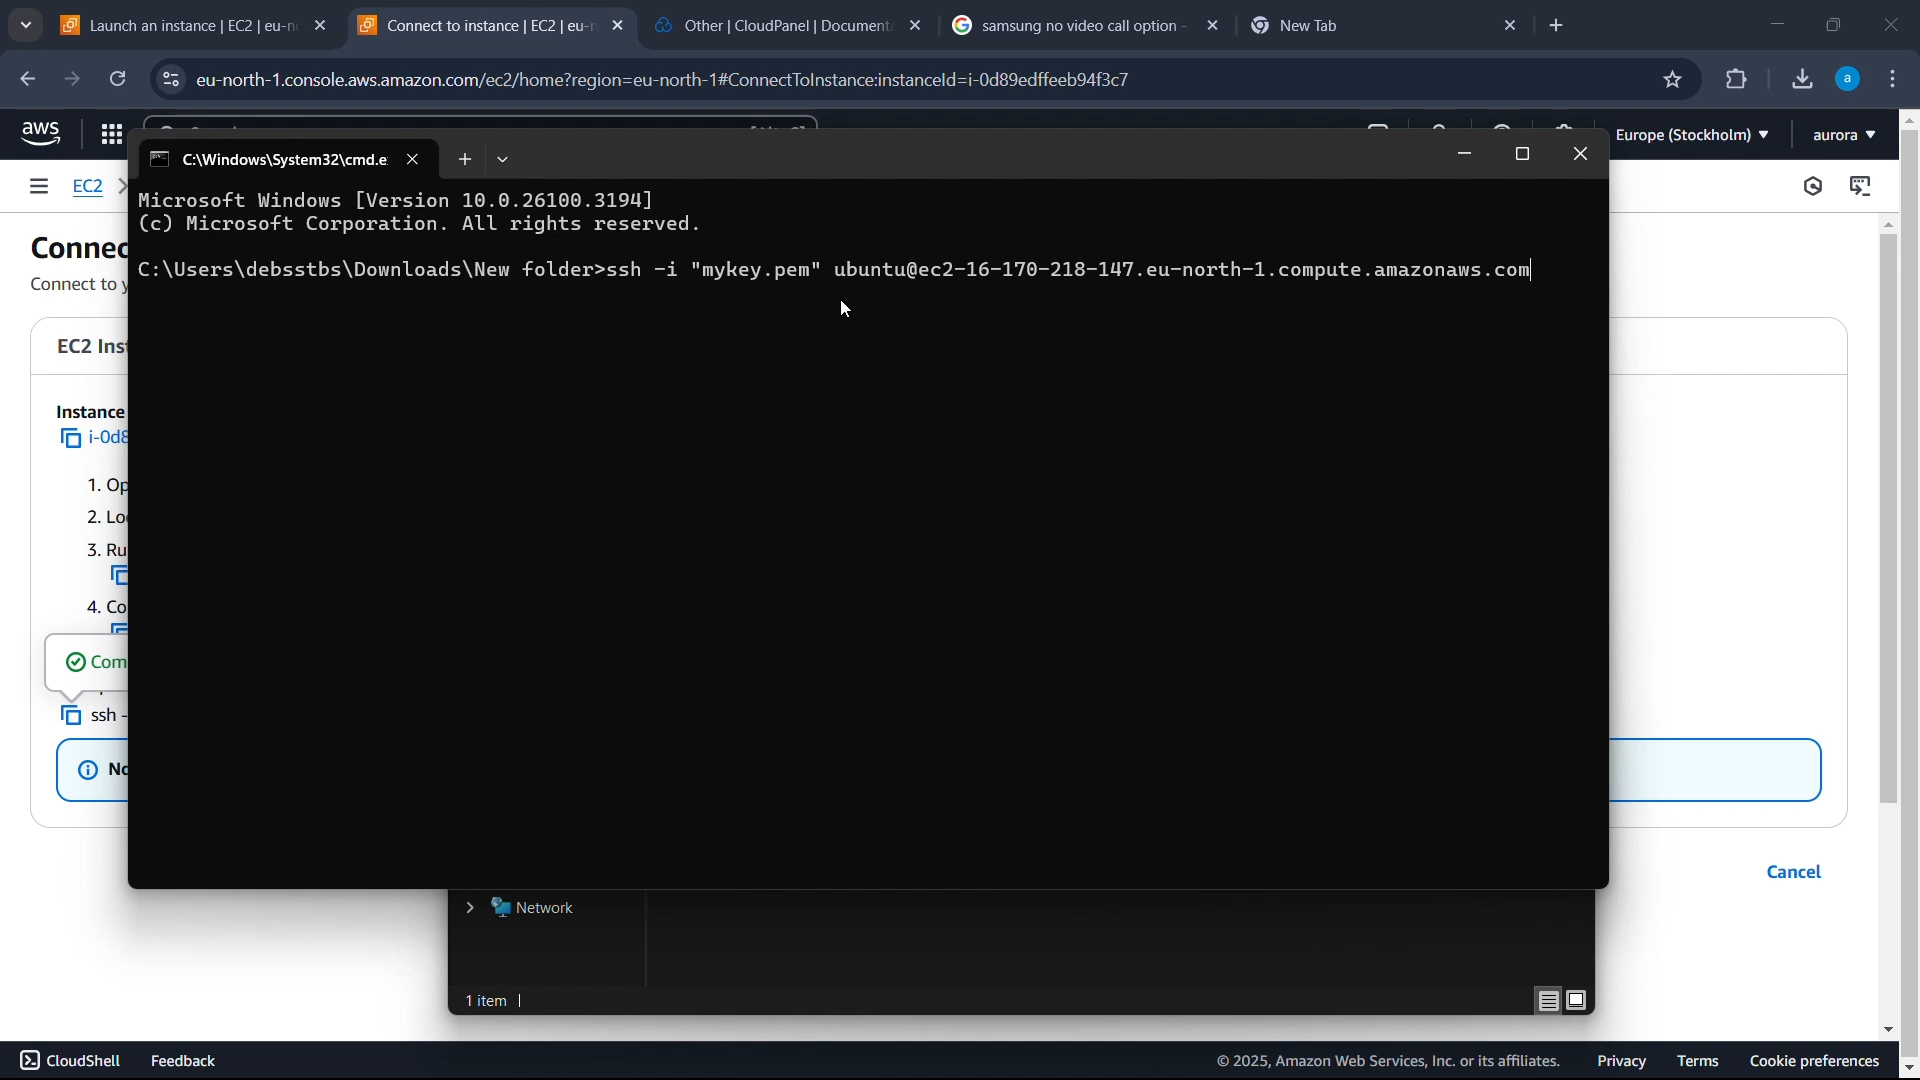 Launch an instance | EC2 | eu-n
Connect to instance | EC2 | eu-n
Other | CloudPanel | Document
samsung no video call option -
New Tab
eu-north-1.console.aws.amazon.com/ec2/home?region=eu-north-1#ConnectToInstance:instanceId=i-0d89edffeeb94f3c7
a
aws
Europe (Stockholm)
aurora
C:\Windows\System32\cmd.e
EC2
Microsoft Windows [Version 10.0.26100.3194]
(c) Microsoft Corporation. All rights reserved.
Connec
C:\Users\debsstbs\Downloads\New folder>ssh -i "mykey.pem" ubuntu@ec2-16-170-218-147.eu-north-1.compute.amazonaws.com
Connect to y
EC2 Inst
Instance
i-0d8
1. Op
2. Lo
3. Ru
4. Co
Com
ssh -
No
Cancel
Network
1 item
CloudShell
Feedback
© 2025, Amazon Web Services, Inc. or its affiliates.
Privacy
Terms
Cookie preferences